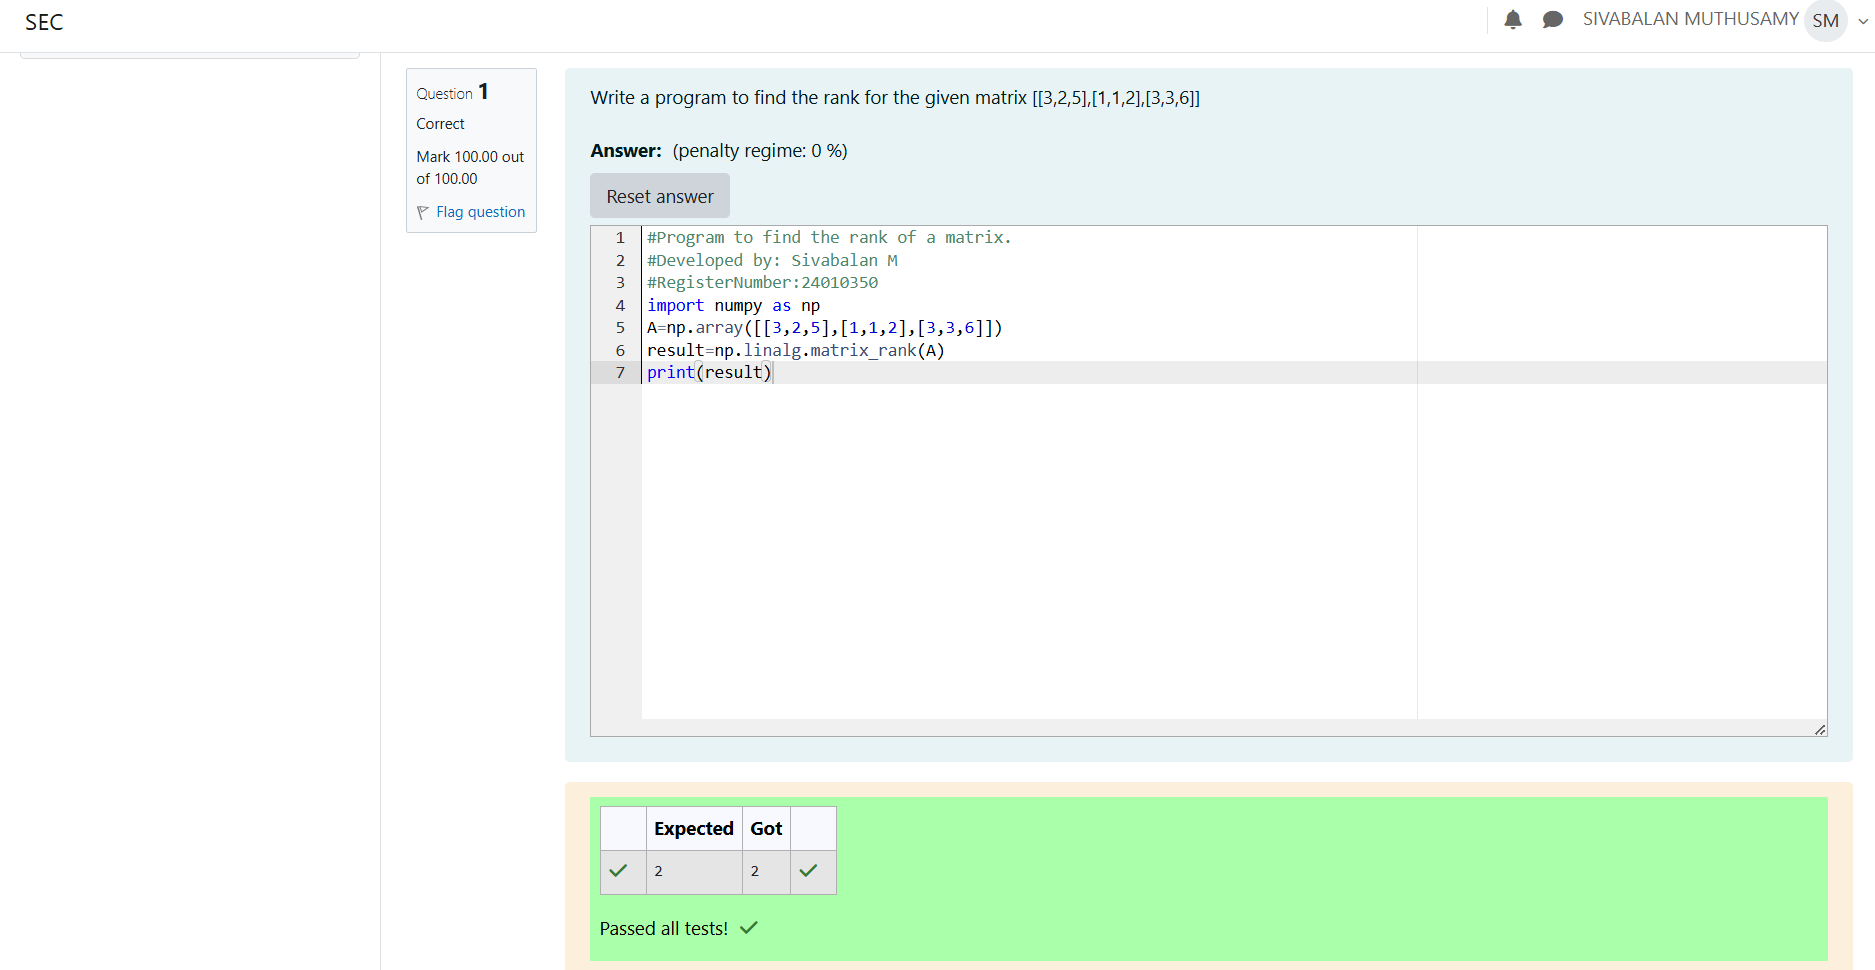 SEC
SIVABALAN MUTHUSAMY SM
Question 1
Correct
Mark 100.00 out
of 100.00
Flag question
Write a program to find the rank for the given matrix [[3,2,5],[1,1,2],[3,3,6]]
Answer: (penalty regime: 0 %)
Reset answer
1 #Program to find the rank of a matrix.
2 #Developed by: Sivabalan M
3 #RegisterNumber:24010350
4 import numpy as np
5 A=np.array([[3,2,5],[1,1,2],[3,3,6]])
6 result=np.linalg.matrix_rank(A)
7 print(result)
Expected Got
2 2
Passed all tests!